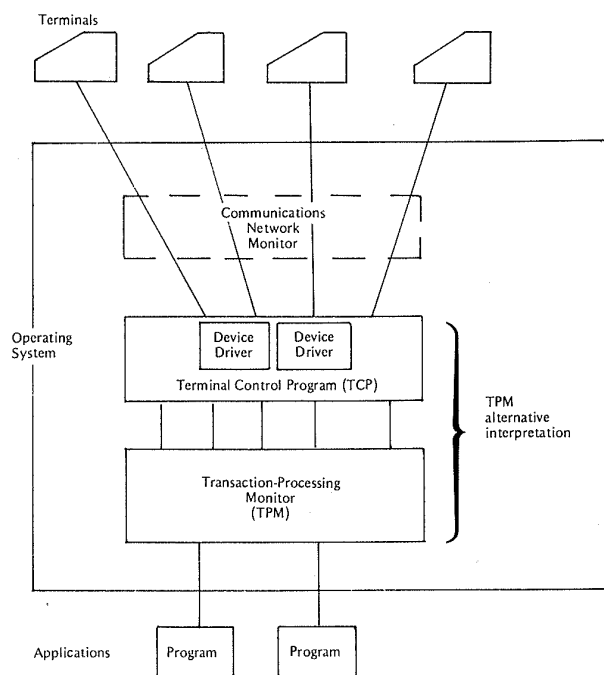 Terminals
Communications
Network
Monitor
Operating
System
Device
Driver
Device
Driver
Terminal Control Program (TCP)
TPM
alternative
interpretation
Transaction-Processing
Monitor
(TPM)
Applications
Program
Program